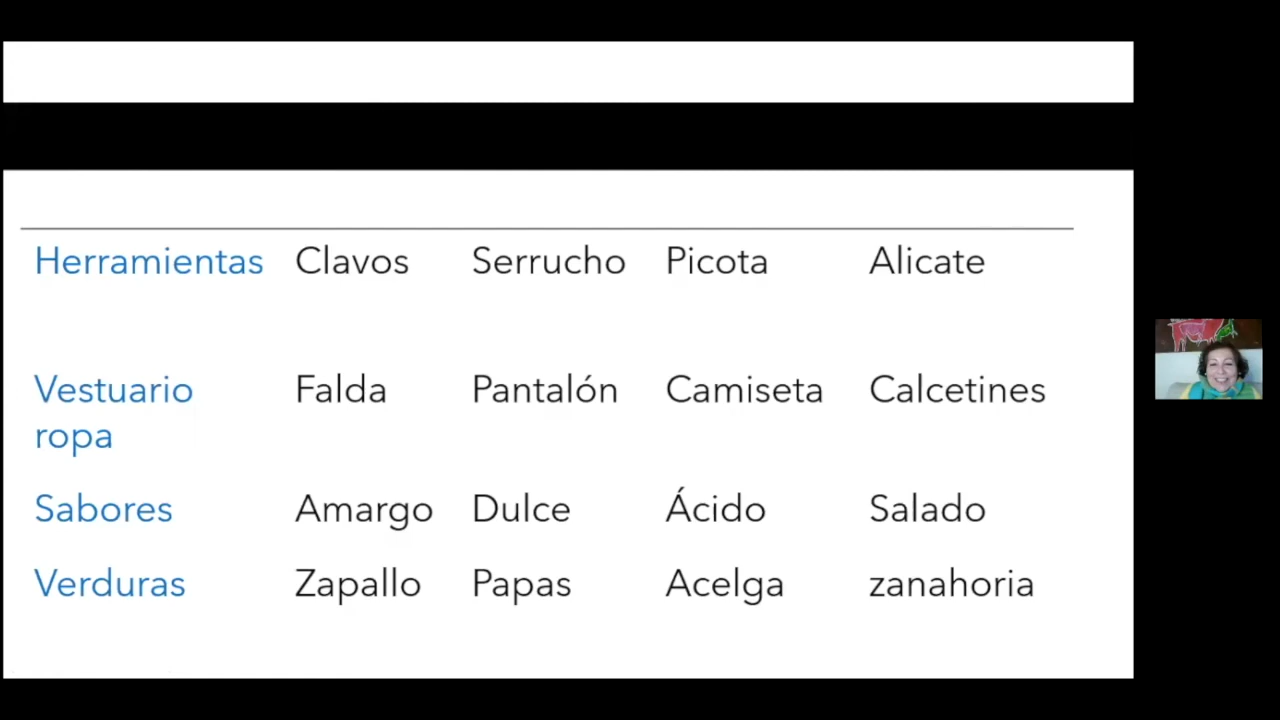 Herramientas Clavos Serrucho Picota Alicate
Vestuario Falda Pantalón Camiseta Calcetines
ropa
Sabores Amargo Dulce Ácido Salado
Verduras Zapallo Papas Acelga zanahoria